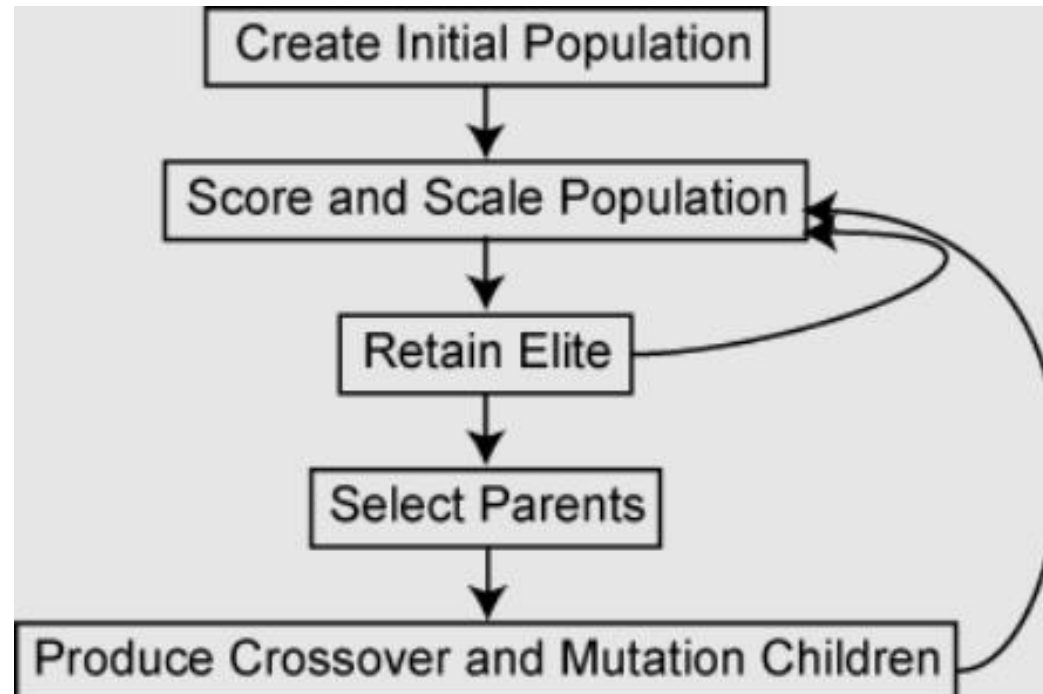 Create Initial Population
Score and Scale Population
Retain Elite
Select Parents
Produce Crossover and Mutation Children